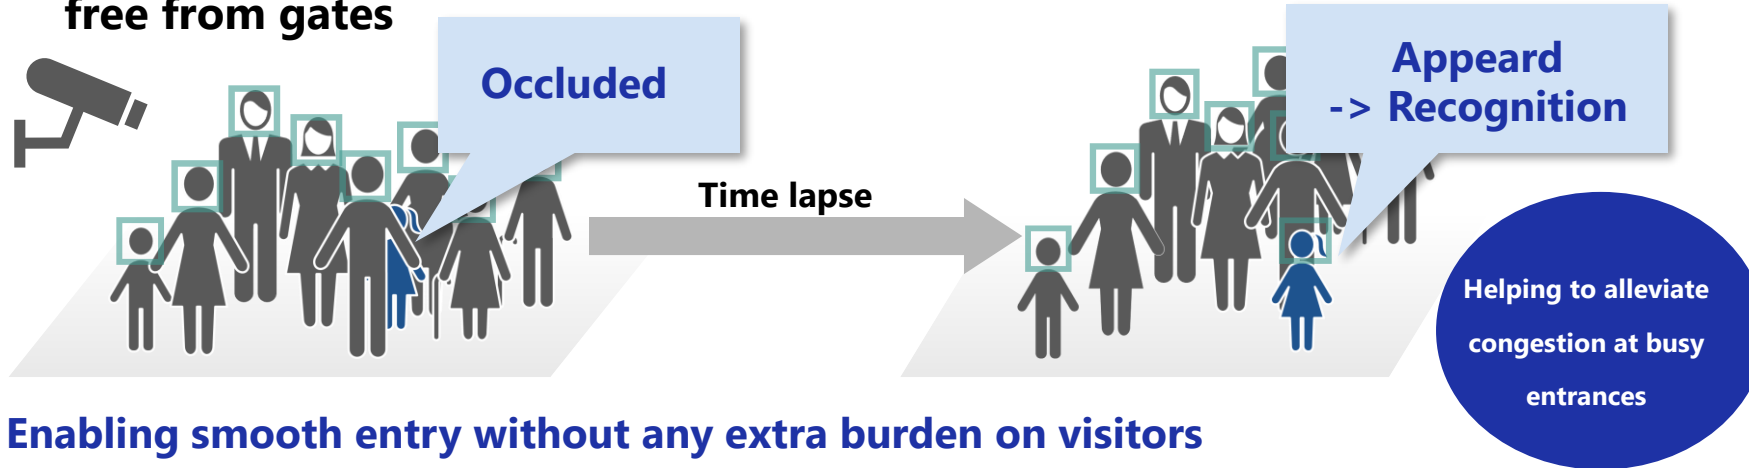 free from gates
Occluded
Appeard
-> Recognition
Time lapse
Helping to alleviate
congestion at busy
entrances
Enabling smooth entry without any extra burden on visitors